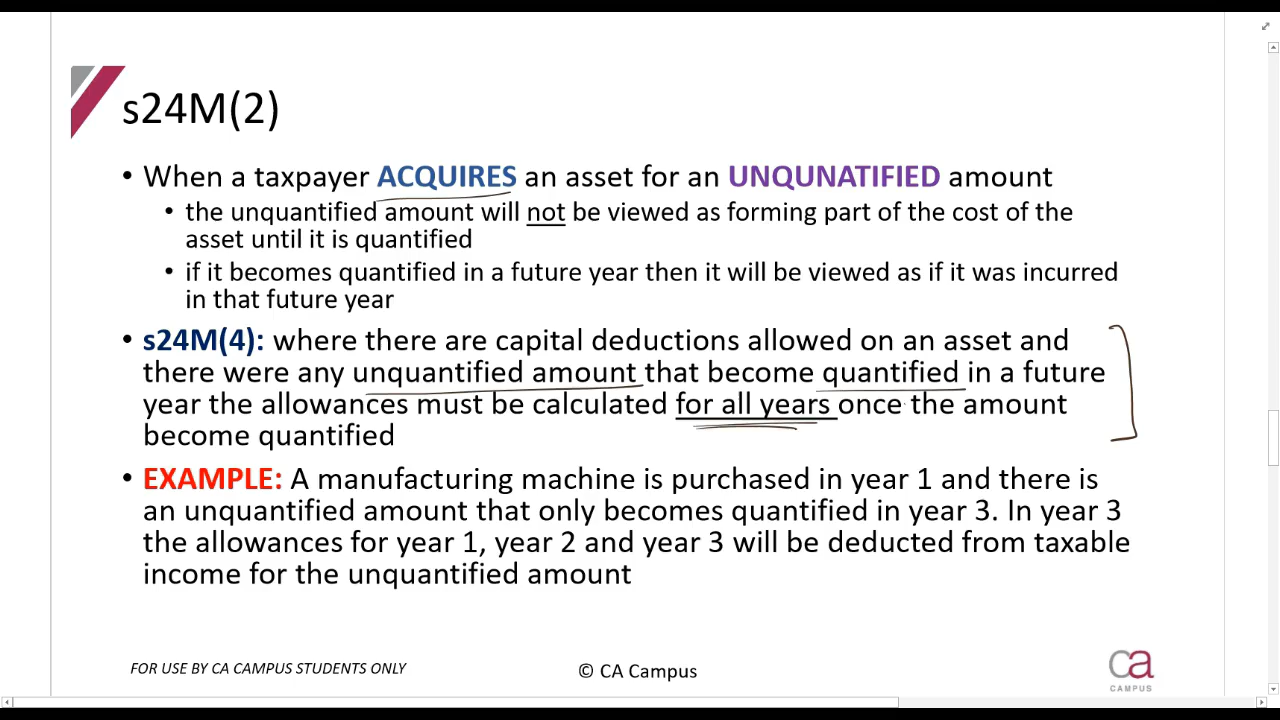 s24M(2)
• When a taxpayer ACQUIRES an asset for an UNQUNATIFIED amount
• the unquantified amount will not be viewed as forming part of the cost of the
asset until it is quantified
• if it becomes quantified in a future year then it will be viewed as if it was incurred
in that future year
• s24M(4): where there are capital deductions allowed on an asset and
there were any unquantified amount that become quantified in a future
year the allowances must be calculated for all years once the amount
become quantified
• EXAMPLE: A manufacturing machine is purchased in year 1 and there is
an unquantified amount that only becomes quantified in year 3. In year 3
the allowances for year 1, year 2 and year 3 will be deducted from taxable
income for the unquantified amount
FOR USE BY CA CAMPUS STUDENTS ONLY
© CA Campus
ca
CAMPUS